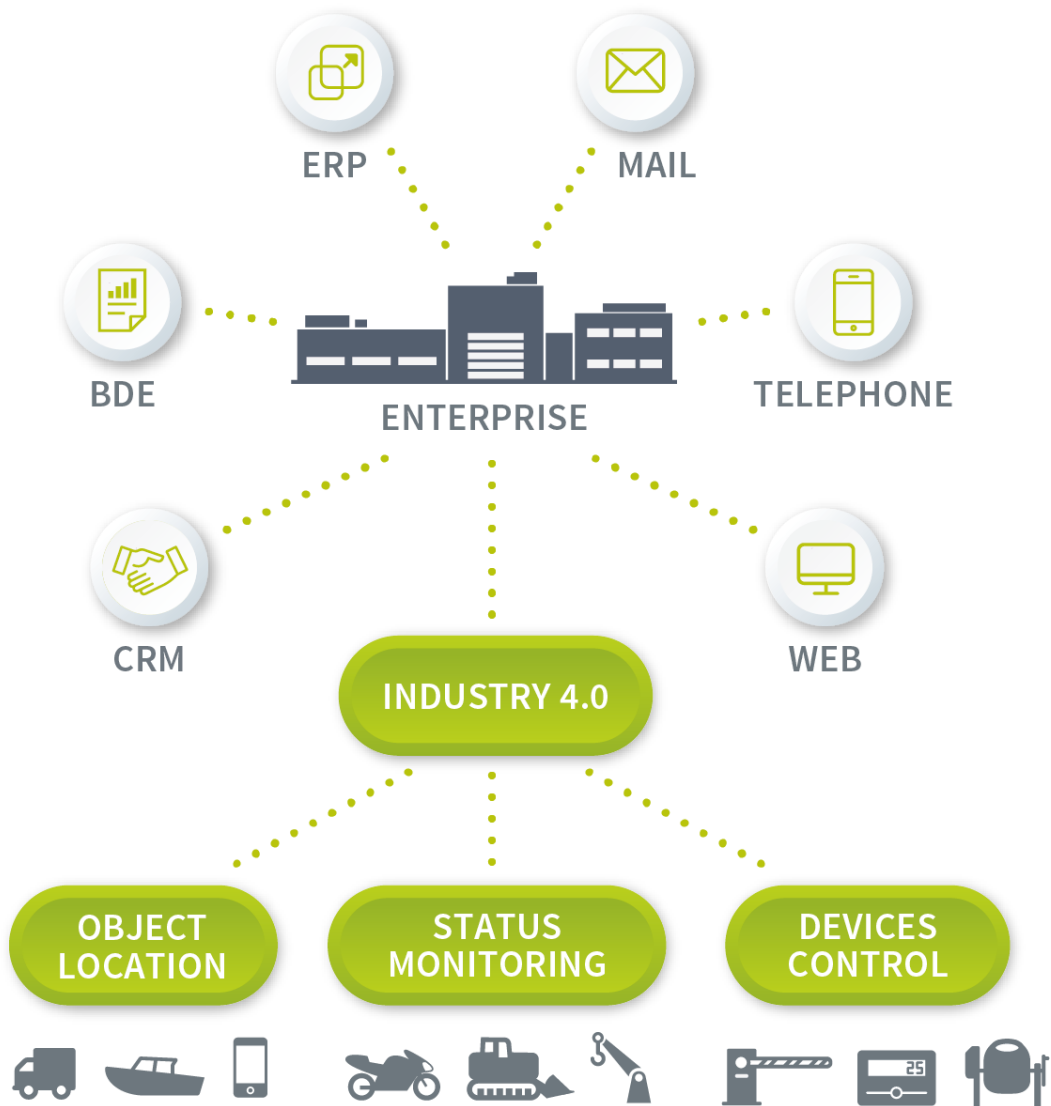 ERP
MAIL
BDE
TELEPHONE
ENTERPRISE
CRM
WEB
INDUSTRY 4.0
OBJECT
LOCATION
STATUS
MONITORING
DEVICES
CONTROL
25